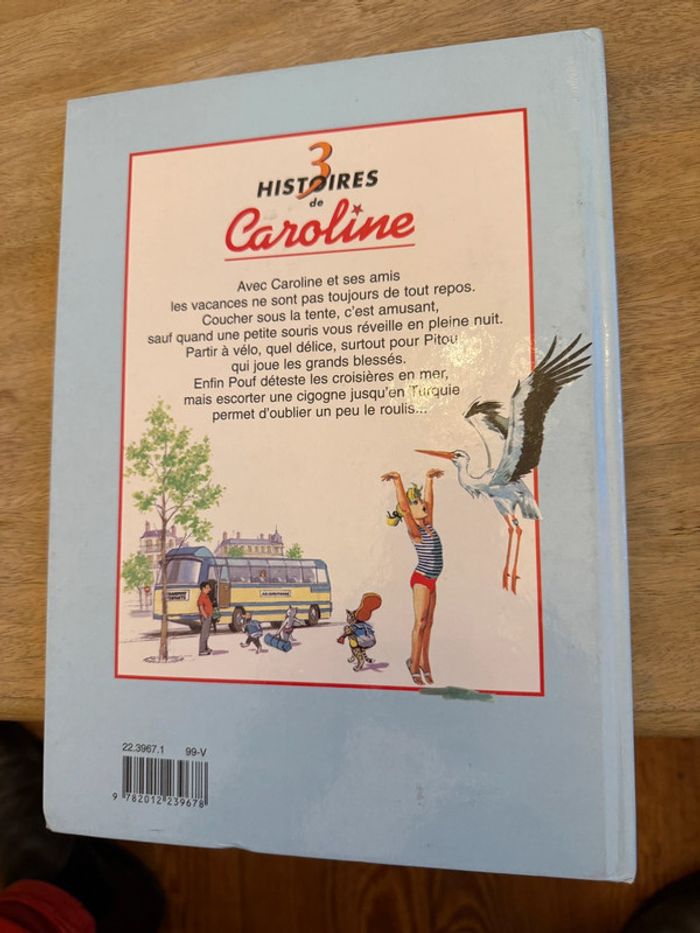 3
HISTOIRES
de
Caroline
Avec Caroline et ses amis
les vacances ne sont pas toujours de tout repos.
Coucher sous la tente, c'est amusant,
sauf quand une petite souris vous réveille en pleine nuit.
Partir à vélo, quel délice, surtout pour Pitou
qui joue les grands blessés.
Enfin Pouf déteste les croisières en mer,
mais escorter une cigogne jusqu'en Turquie
permet d'oublier un peu le roulis...
22.3967.1 99-V
9 782012 239678